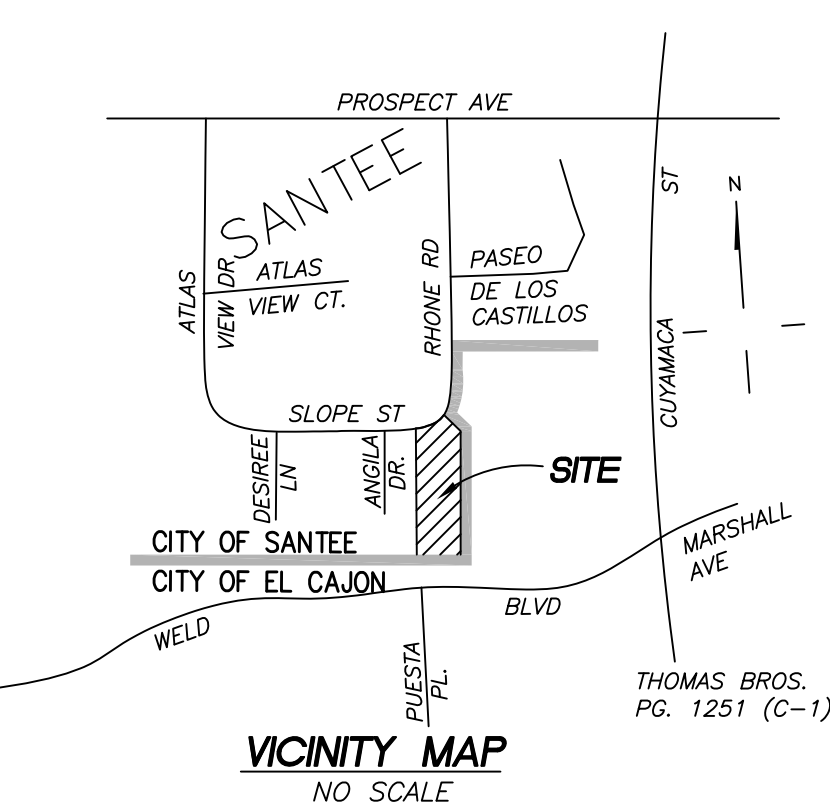 PROSPECT AVE
SANTEE
ST
N
ATLAS
VIEW DR
ATLAS
VIEW CT.
RHONE RD
PASEO
DE LOS
CASTILLOS
CUYAMACA
SLOPE ST
DESIREE
LN
ANGILA
DR.
SITE
CITY OF SANTEE
CITY OF EL CAJON
MARSHALL
AVE
WELD
BLVD
PUESTA
PL.
THOMAS BROS.
PG. 1251 (C-1)
VICINITY MAP
NO SCALE